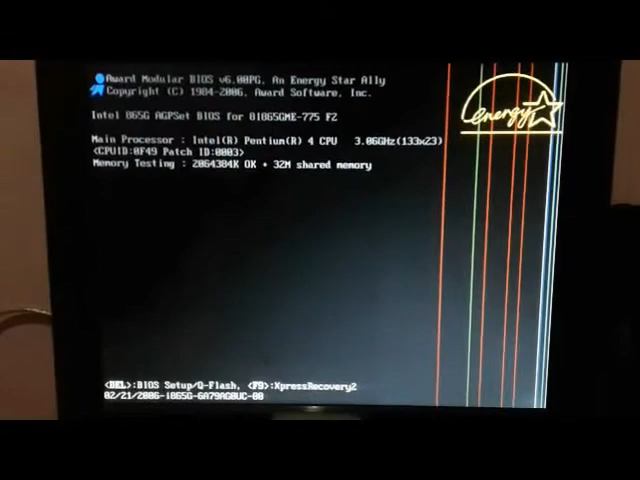 Award Modular BIOS v6.00PG, An Energy Star Ally
Copyright (C) 1984-2006, Award Software, Inc.
energy
Intel 865G AGPSet BIOS for 8I865GME-775 F2
Main Processor : Intel(R) Pentium(R) 4 CPU 3.06GHz(133x23)
<CPUID:0F49 Patch ID:0003>
Memory Testing : 2064384K OK + 32M shared memory
<DEL>:BIOS Setup/Q-Flash, <F9>:XpressRecovery2
02/21/2006-i865G-6A79AG0UC-00